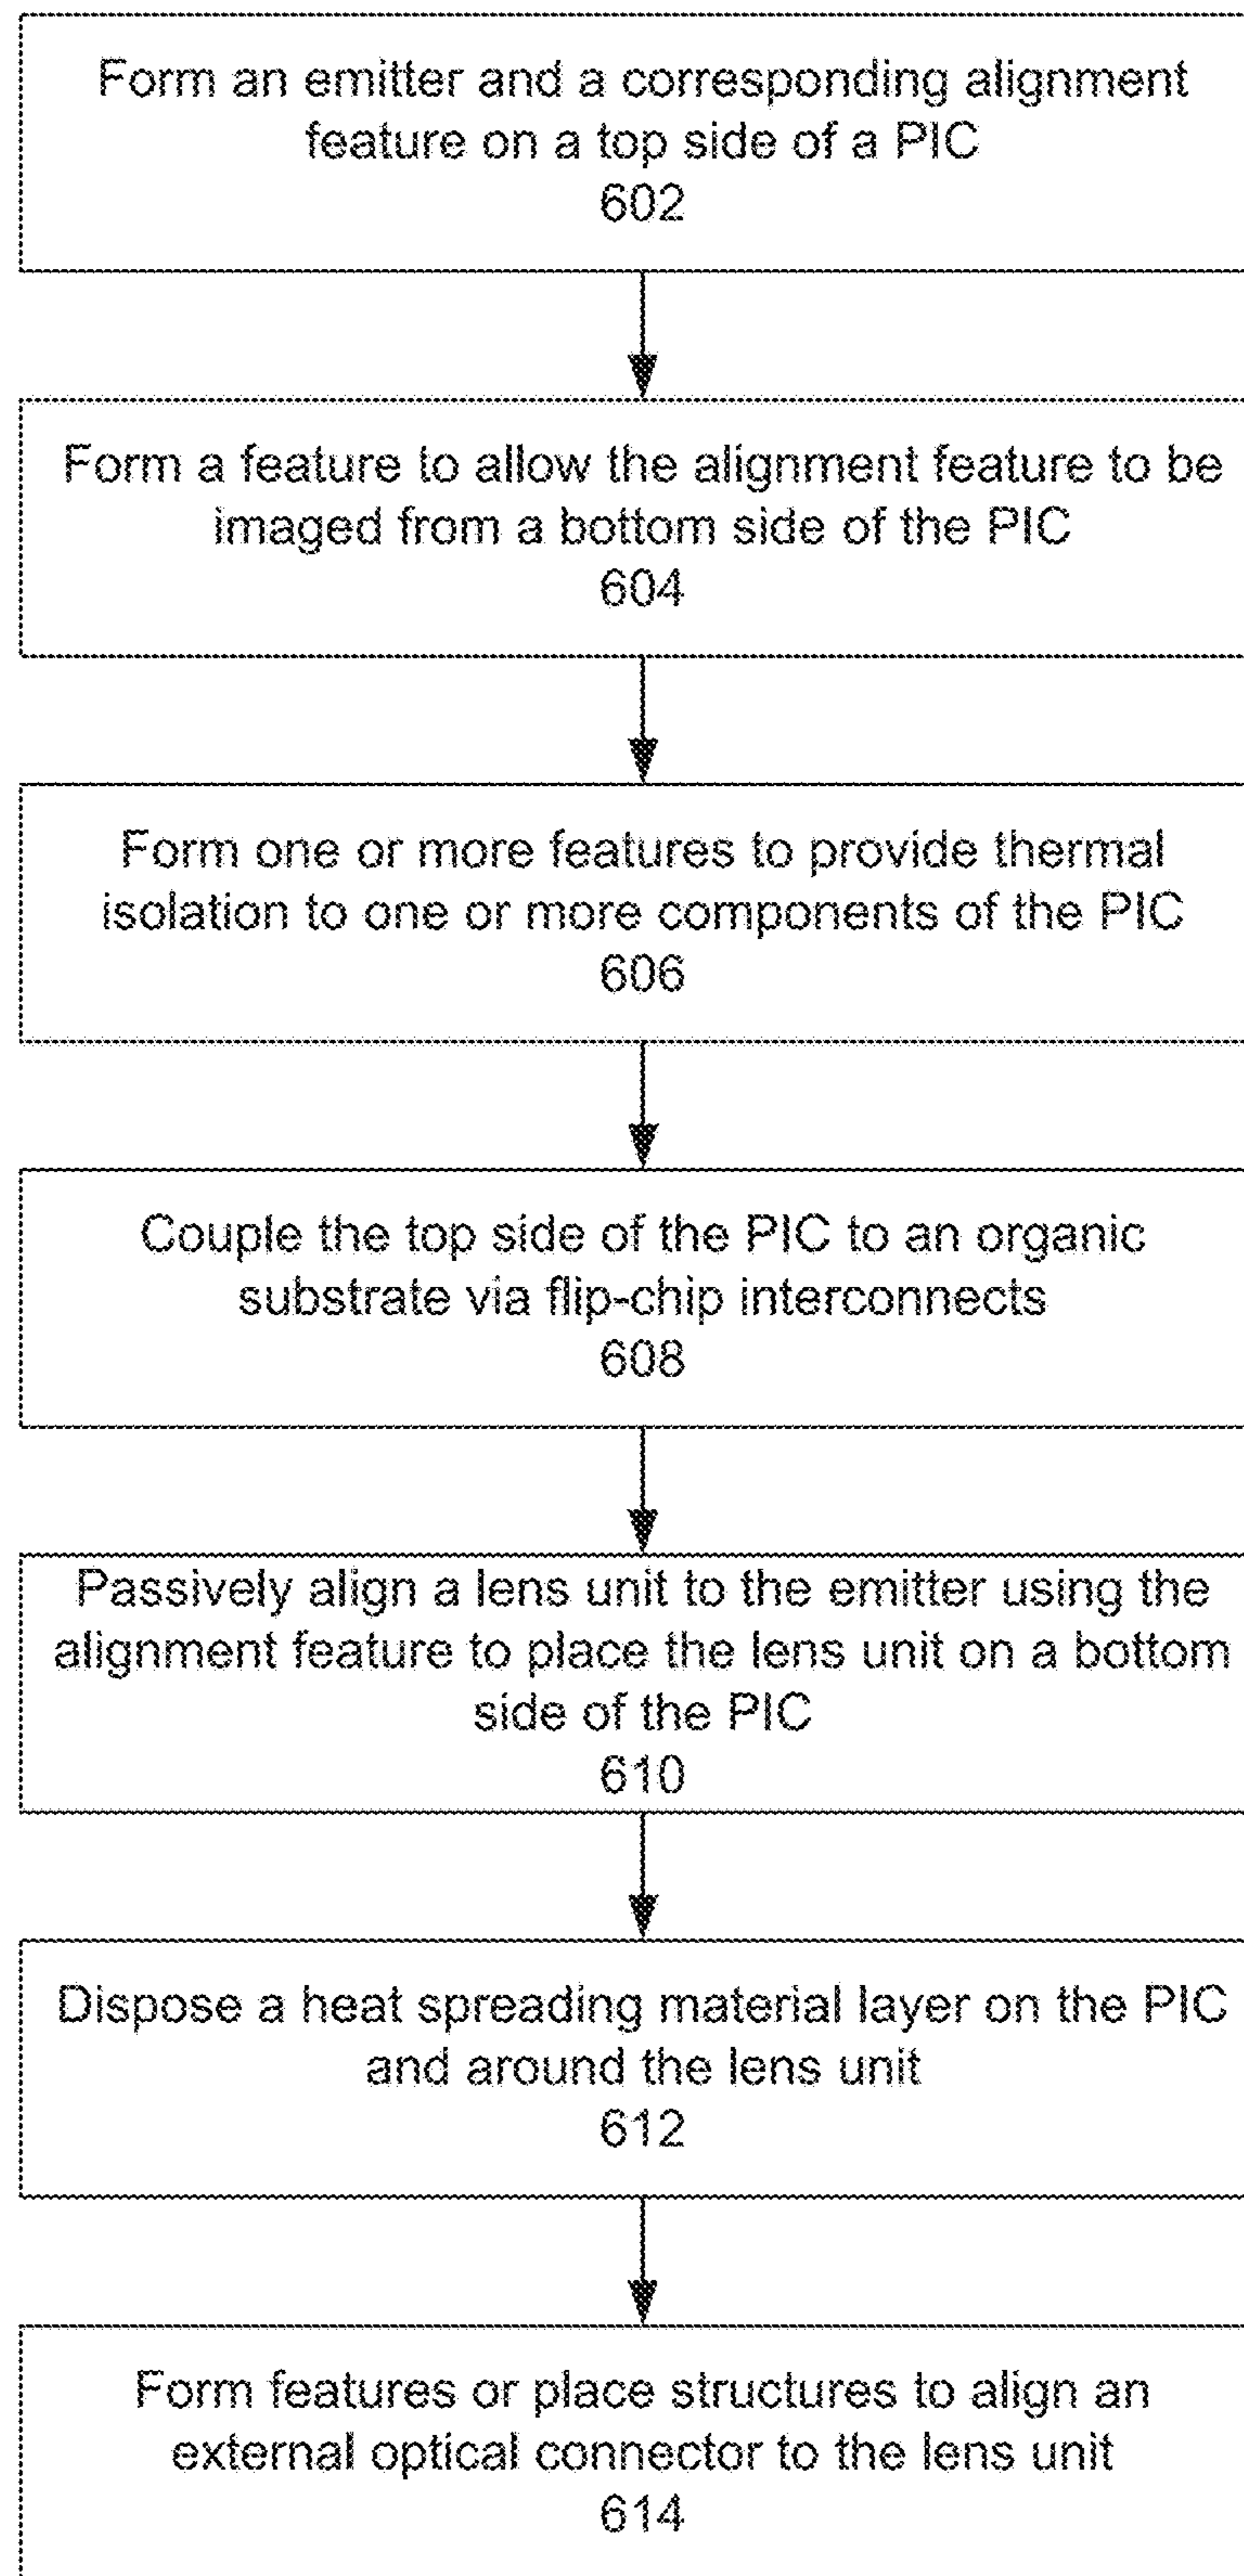 Form an emitter and a corresponding alignment
feature on a top side of a PIC
602
Form a feature to allow the alignment feature to be
imaged from a bottom side of the PIC
604
Form one or more features to provide thermal
isolation to one or more components of the PIC
606
Couple the top side of the PIC to an organic
substrate via flip-chip interconnects
608
Passively align a lens unit to the emitter using the
alignment feature to place the lens unit on a bottom
side of the PIC
610
Dispose a heat spreading material layer on the PIC
and around the lens unit
612
Form features or place structures to align an
external optical connector to the lens unit
614